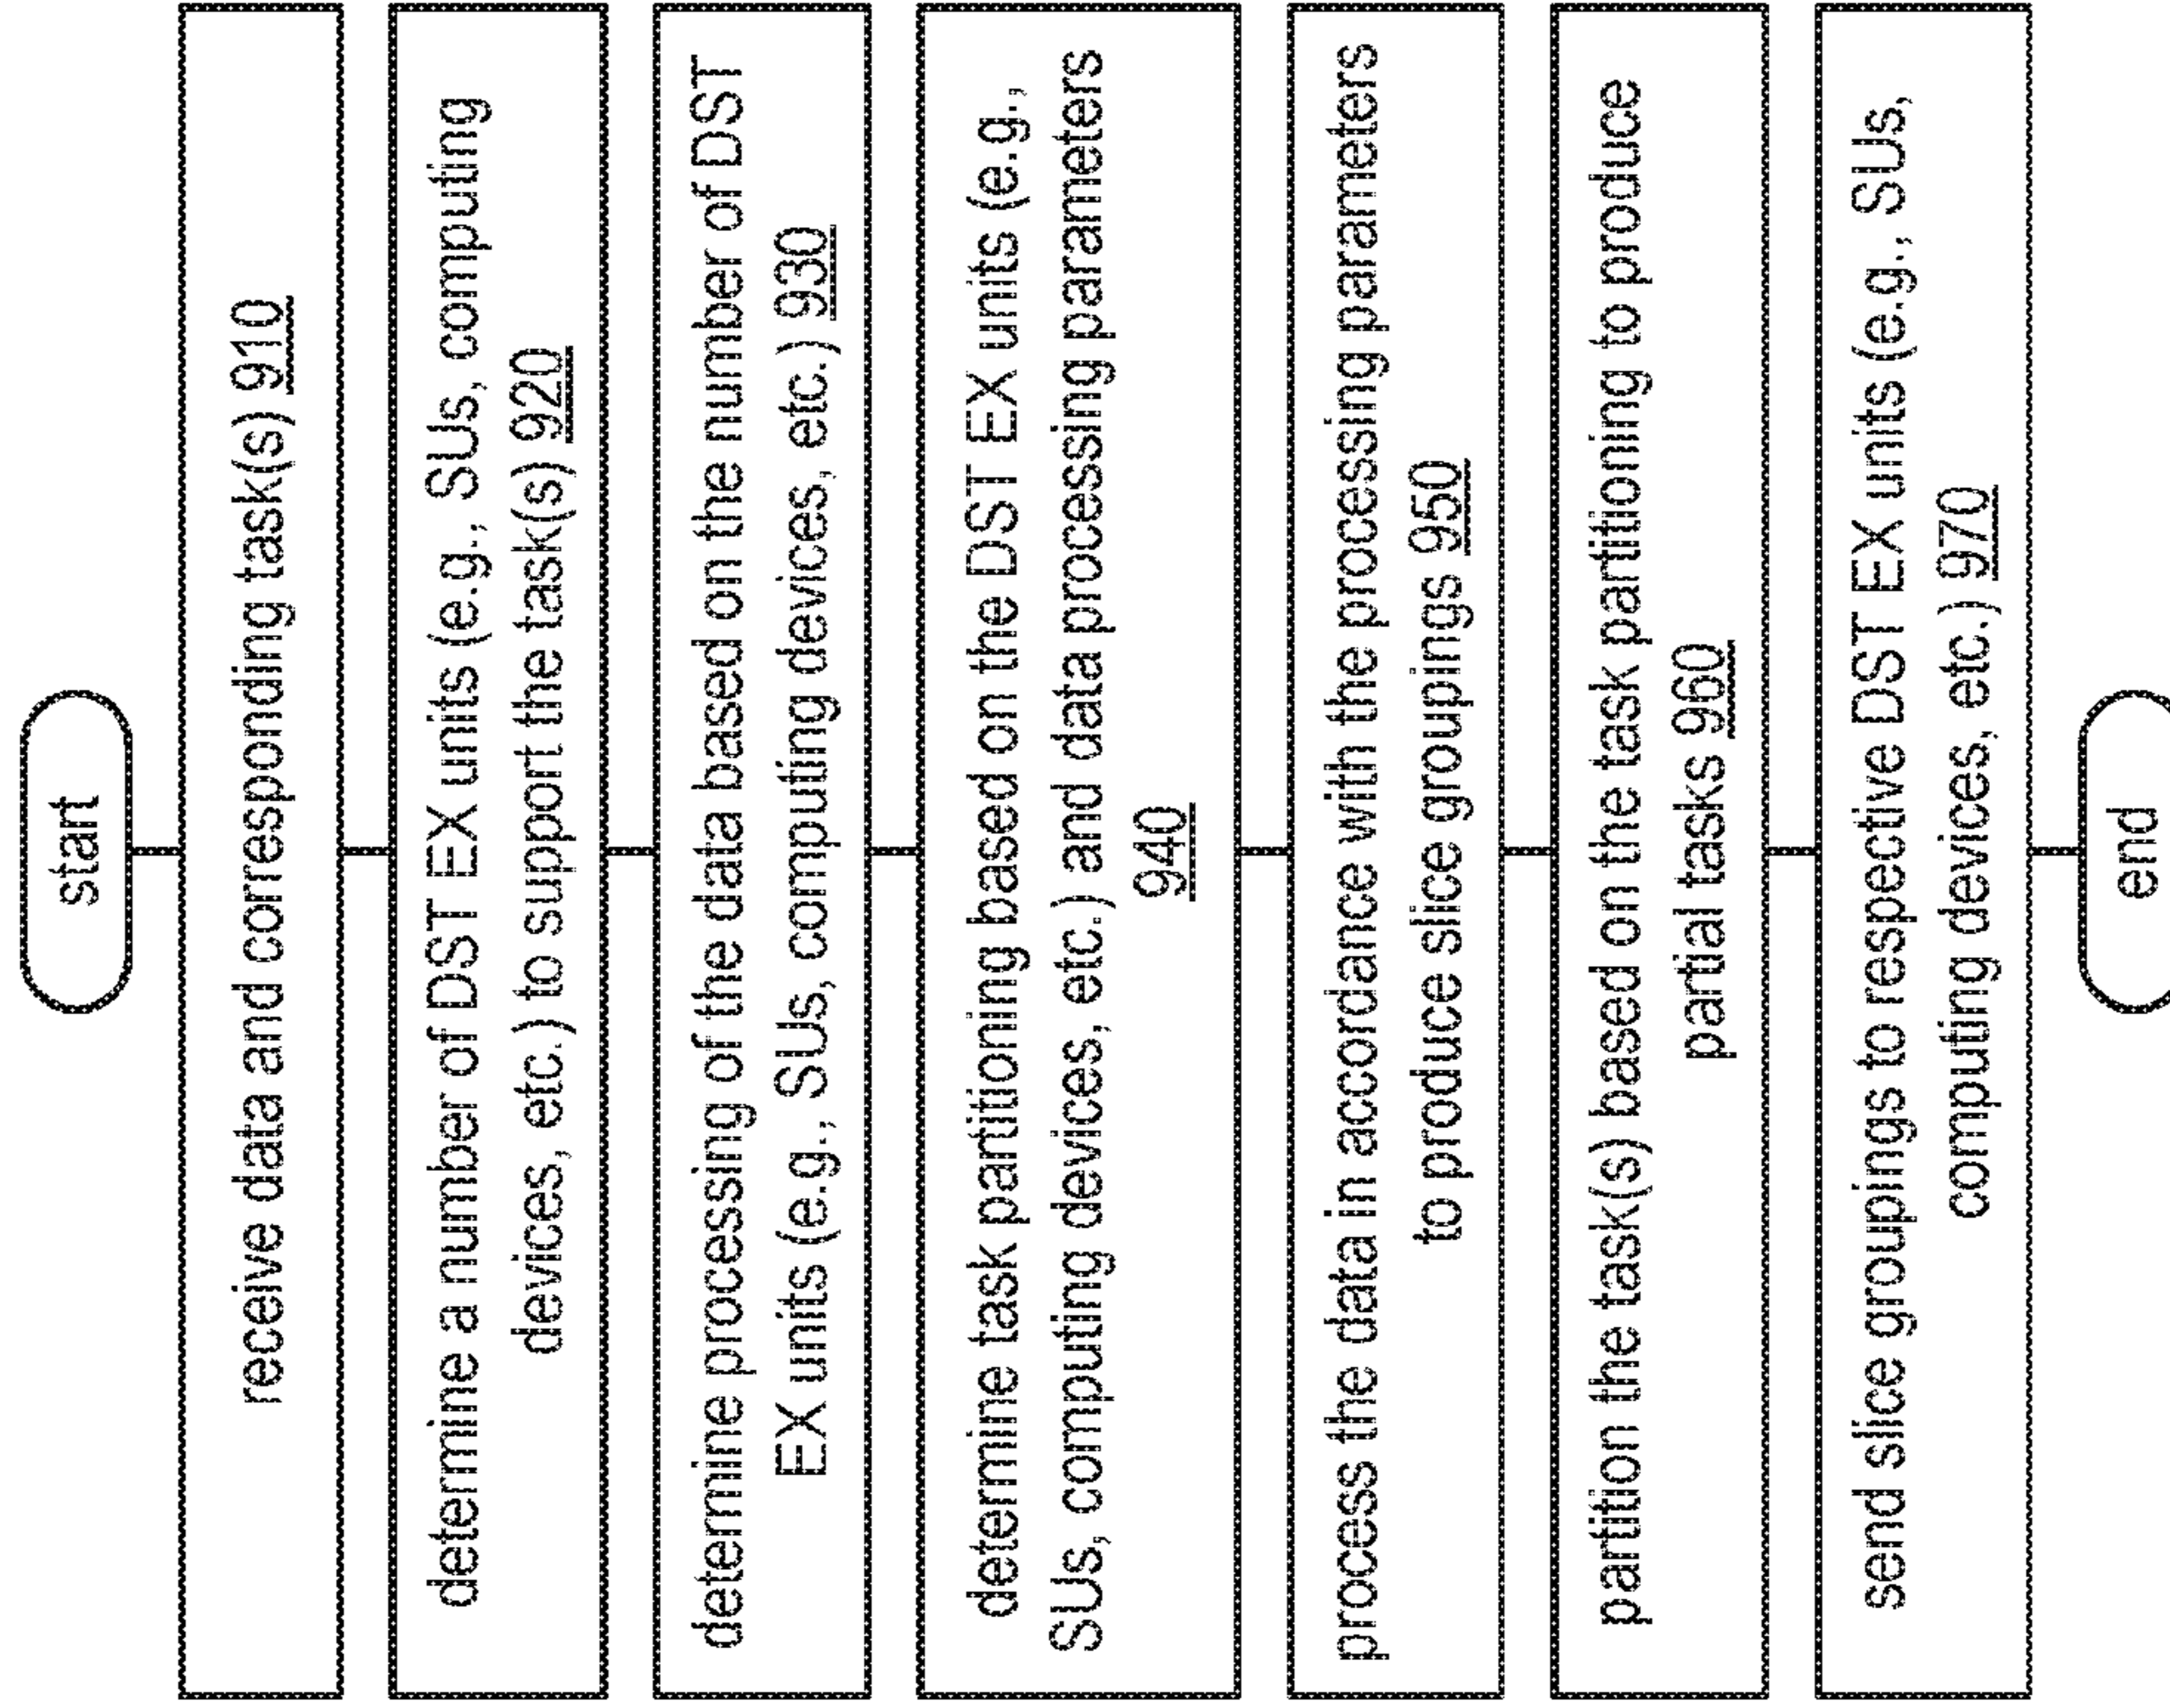 start
receive data and corresponding task(s) 910
determine a number of DST EX units (e.g., SUs, computing
devices, etc.) to support the task(s) 920
determine processing of the data based on the number of DST
EX units (e.g., SUs, computing devices, etc.) 930
determine task partitioning based on the DST EX units (e.g.,
SUs, computing devices, etc.) and data processing parameters
940
process the data in accordance with the processing parameters
to produce slice groupings 950
partition the task(s) based on the task partitioning to produce
partial tasks 960
send slice groupings to respective DST EX units (e.g., SUs,
computing devices, etc.) 970
end